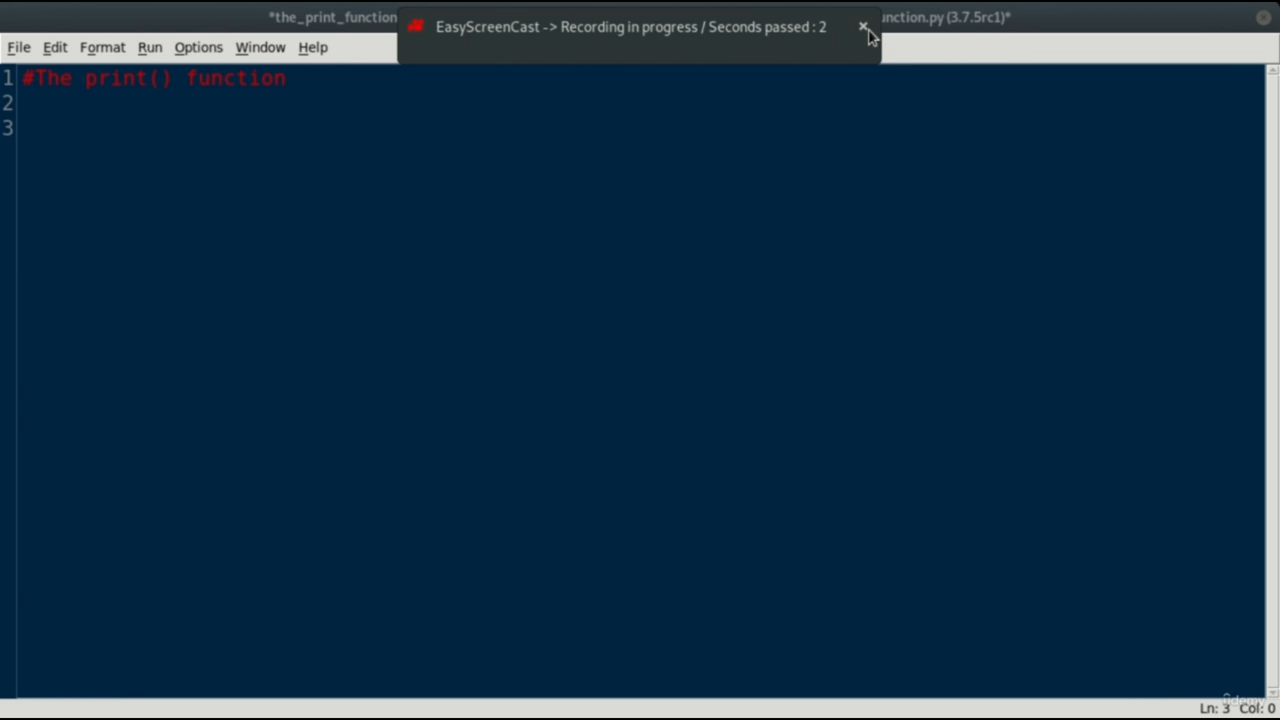 *the_print_function
unction.py (3.7.5rc1)*
EasyScreenCast -> Recording in progress / Seconds passed : 2
File Edit Format Run Options Window Help
1 #The print() function
2
3
ûdemy
Ln: 3 Col: 0